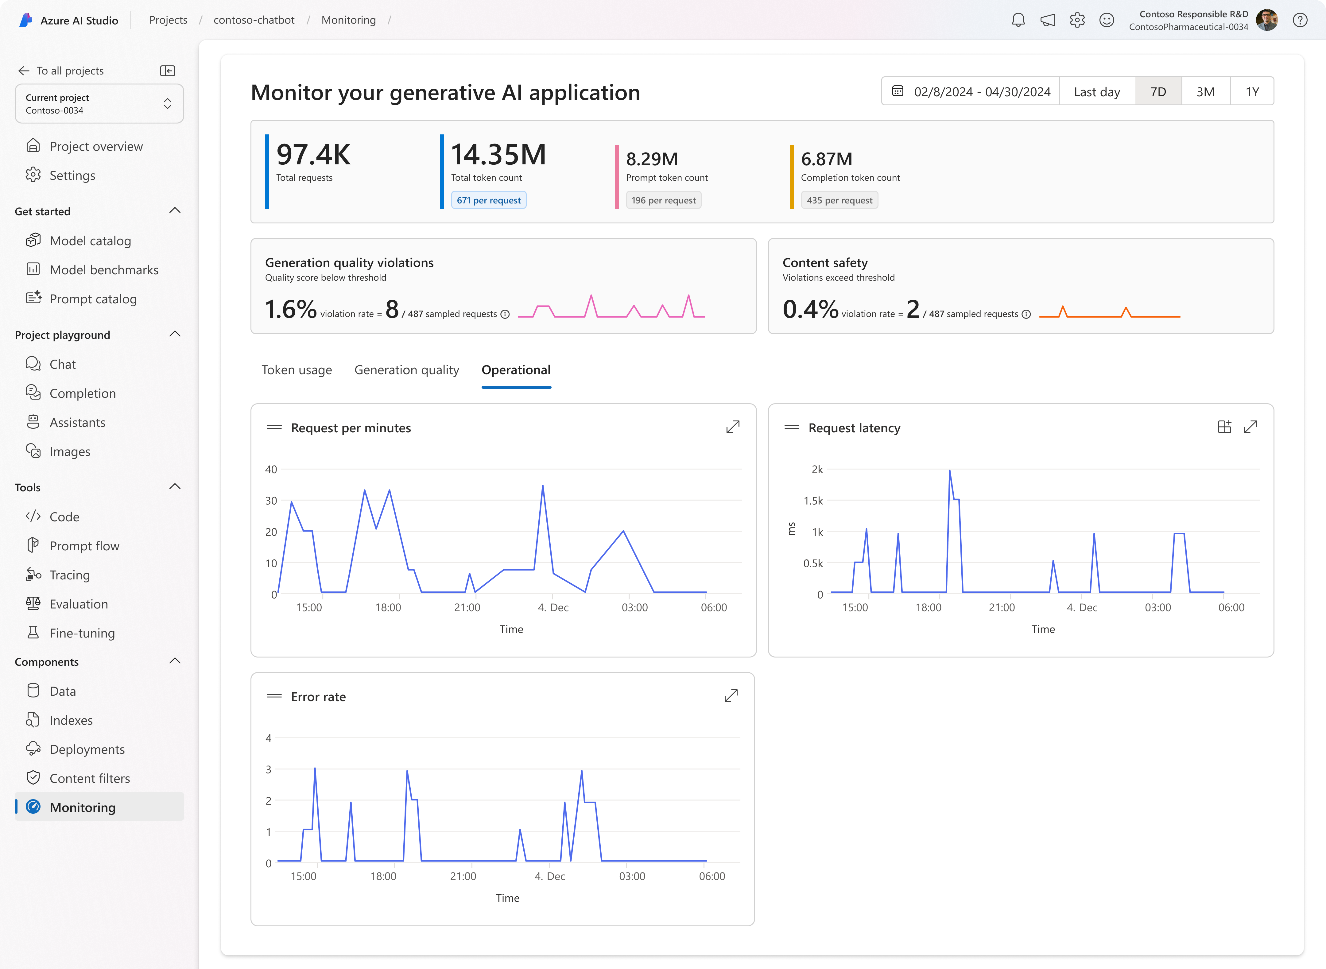 Azure AI Studio
Projects / contoso-chatbot / Monitoring /
Contoso Responsible R&D
ContosoPharmaceutical-0034
To all projects
Current project
Contoso-0034
Project overview
Settings
Get started
Model catalog
Model benchmarks
Prompt catalog
Project playground
Chat
Completion
Assistants
Images
Tools
Code
Prompt flow
Tracing
Evaluation
Fine-tuning
Components
Data
Indexes
Deployments
Content filters
Monitoring
Monitor your generative AI application
02/8/2024 - 04/30/2024 Last day 7D 3M 1Y
97.4K
Total requests
14.35M
Total token count
671 per request
8.29M
Prompt token count
196 per request
6.87M
Completion token count
435 per request
Generation quality violations
Quality score below threshold
1.6% violation rate = 8 / 487 sampled requests
Content safety
Violations exceed threshold
0.4% violation rate = 2 / 487 sampled requests
Token usage Generation quality Operational
Request per minutes
40
30
20
10
0
15:00 18:00 21:00 4. Dec 03:00 06:00
Time
Request latency
2k
1,5k
1k
0.5k
0
ms
15:00 18:00 21:00 4. Dec 03:00 06:00
Time
Error rate
4
3
2
1
0
15:00 18:00 21:00 4. Dec 03:00 06:00
Time